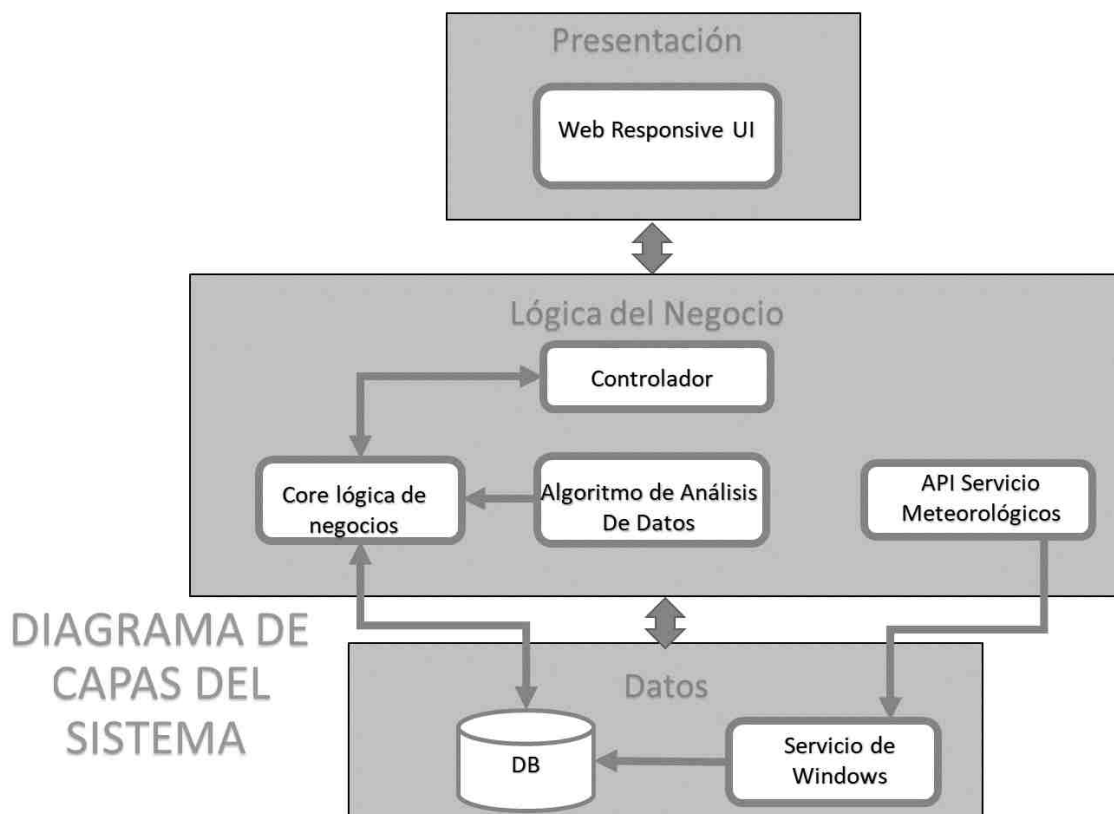 Presentación
Web Responsive UI
Lógica del Negocio
Controlador
Core lógica de
negocios
Algoritmo de Análisis
De Datos
API Servicio
Meteorológicos
DIAGRAMA DE
CAPAS DEL
SISTEMA
Datos
DB
Servicio de
Windows